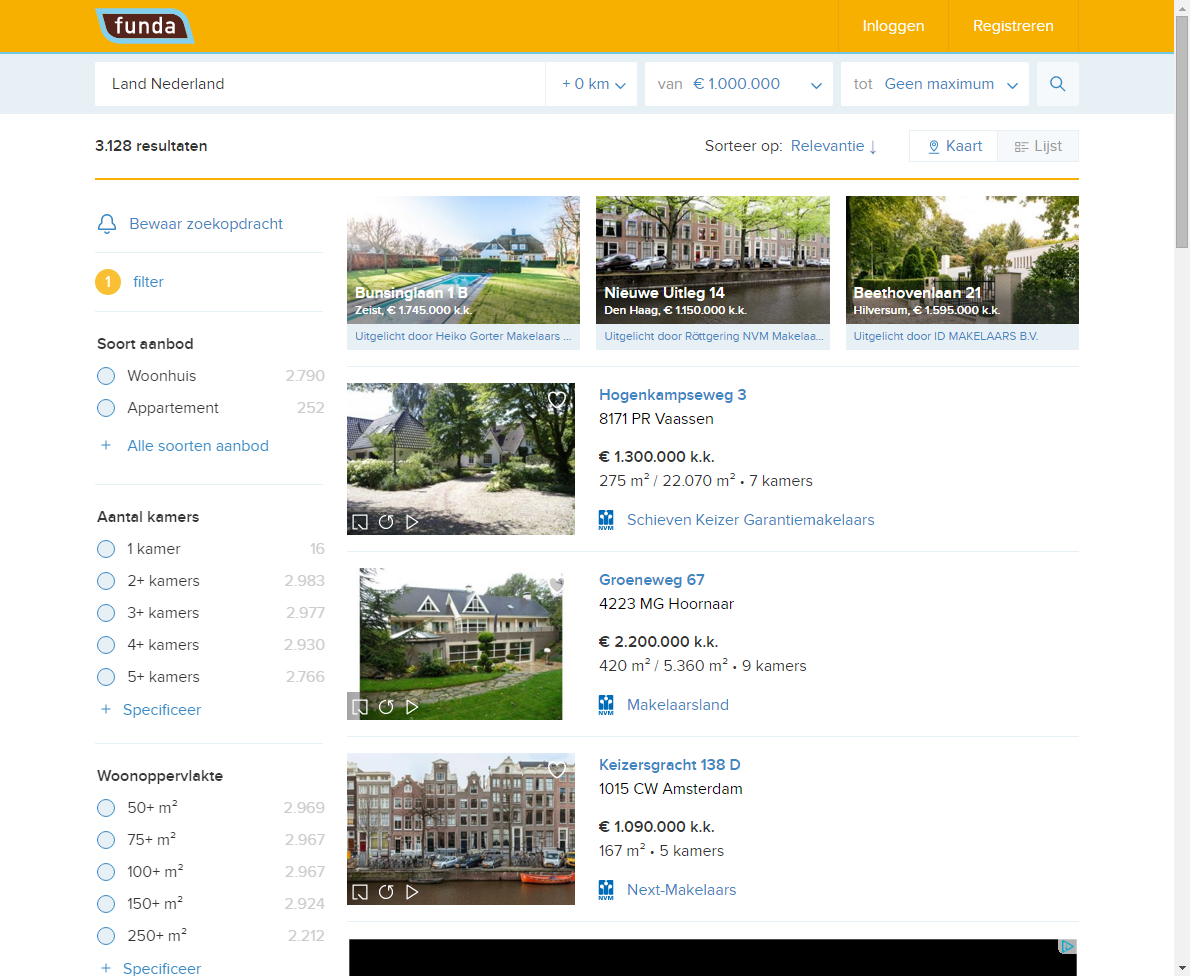 funda
Inloggen
Registreren
Land Nederland
+ 0 km
van € 1.000.000
tot Geen maximum
3.128 resultaten
Sorteer op: Relevantie ↓
Kaart
Lijst
Bewaar zoekopdracht
1 filter
Soort aanbod
Woonhuis 2.790
Appartement 252
+ Alle soorten aanbod
Aantal kamers
1 kamer 16
2+ kamers 2.983
3+ kamers 2.977
4+ kamers 2.930
5+ kamers 2.766
+ Specificeer
Woonoppervlakte
50+ m² 2.969
75+ m² 2.967
100+ m² 2.967
150+ m² 2.924
250+ m² 2.212
+ Specificeer
Bunsinglaan 1 B
Zeist, € 1.745.000 k.k.
Uitgelicht door Heiko Gorter Makelaars ...
Nieuwe Uitleg 14
Den Haag, € 1.150.000 k.k.
Uitgelicht door Röttgering NVM Makelaa...
Beethovenlaan 21
Hilversum, € 1.595.000 k.k.
Uitgelicht door ID MAKELAARS B.V.
Hogenkampseweg 3
8171 PR Vaassen
€ 1.300.000 k.k.
275 m² / 22.070 m² • 7 kamers
NVM Schieven Keizer Garantiemakelaars
Groeneweg 67
4223 MG Hoornaar
€ 2.200.000 k.k.
420 m² / 5.360 m² • 9 kamers
NVM Makelaarsland
Keizersgracht 138 D
1015 CW Amsterdam
€ 1.090.000 k.k.
167 m² • 5 kamers
NVM Next-Makelaars